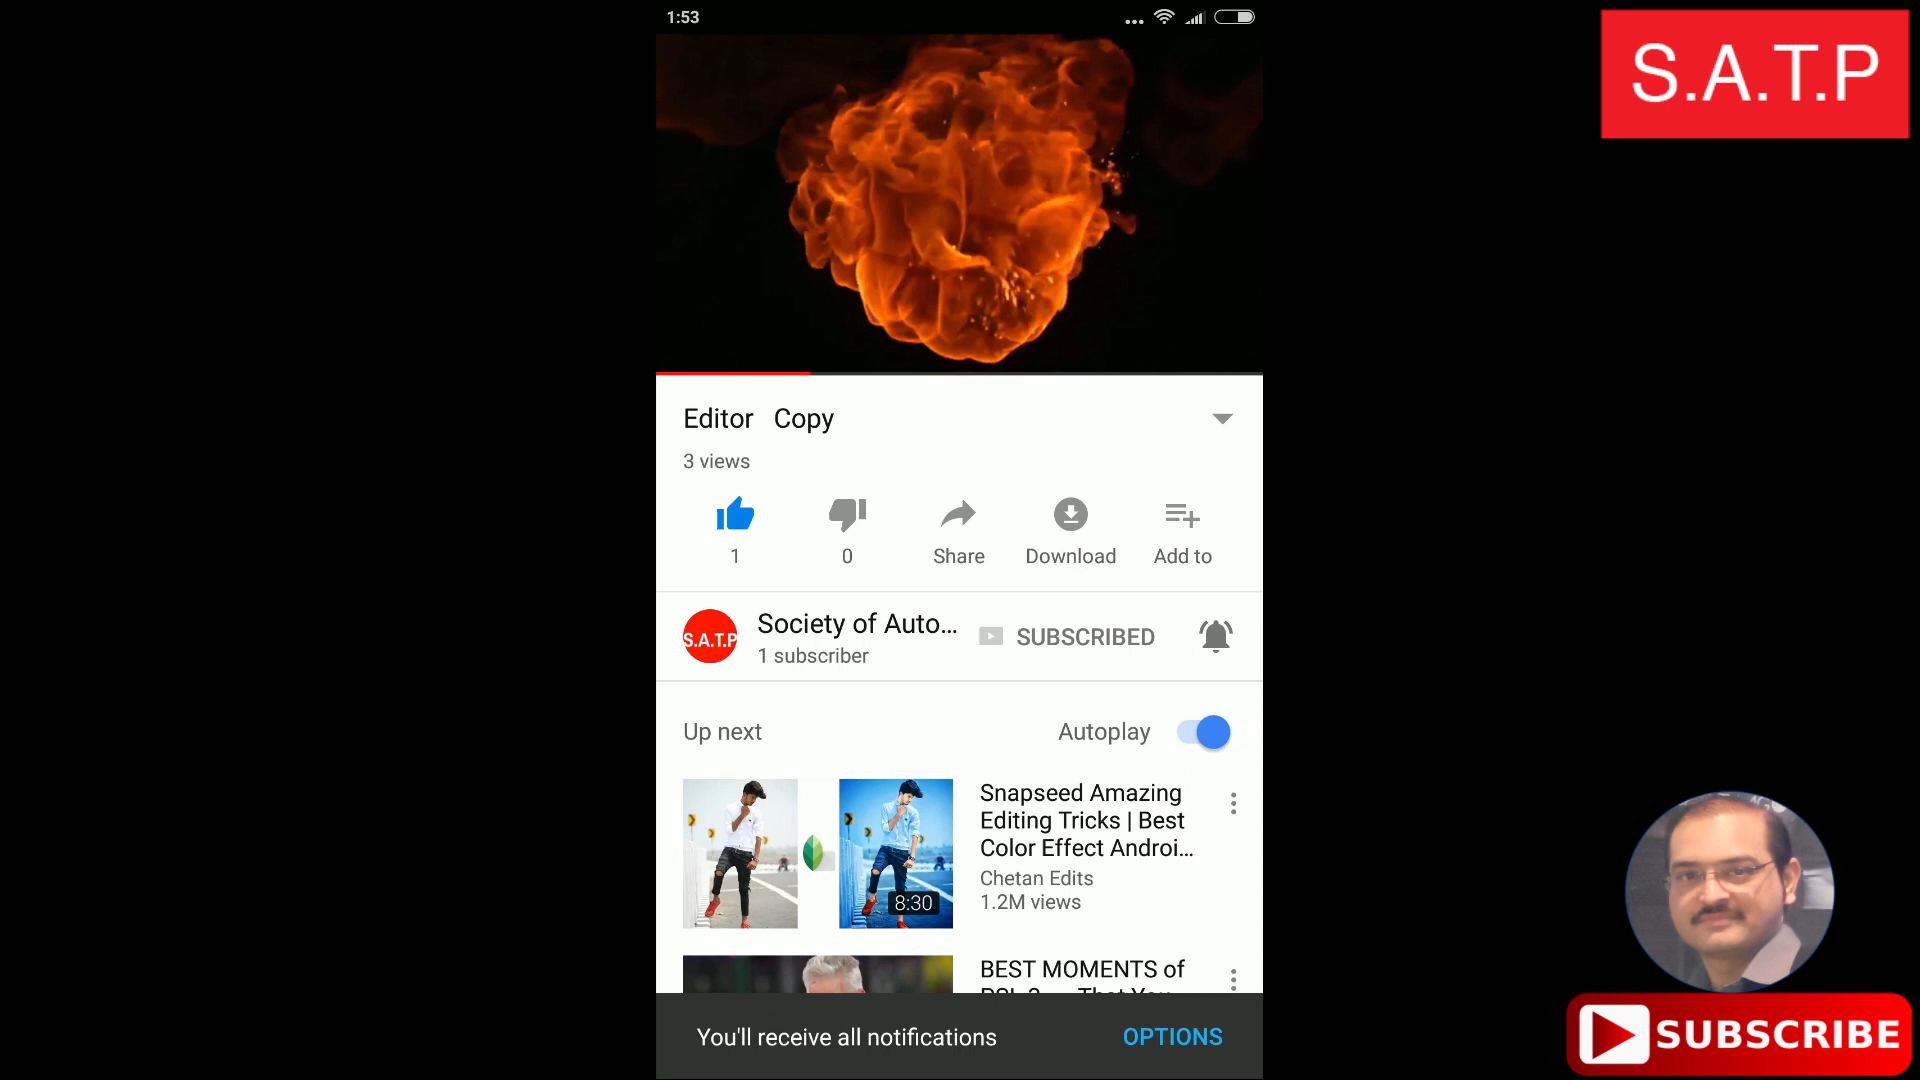 1:53
S.A.T.P
Editor Copy
3 views
1
0
Share
Download
Add to
S.A.T.P
Society of Auto...
1 subscriber
SUBSCRIBED
Up next
Autoplay
8:30
Snapseed Amazing
Editing Tricks | Best
Color Effect Androi...
Chetan Edits
1.2M views
BEST MOMENTS of
You'll receive all notifications
OPTIONS
SUBSCRIBE